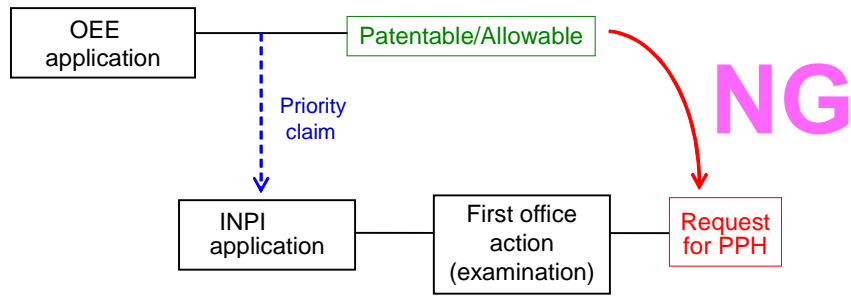 OEE
application
Patentable/Allowable
NG
Priority
claim
INPI
application
First office
action
(examination)
Request
for PPH